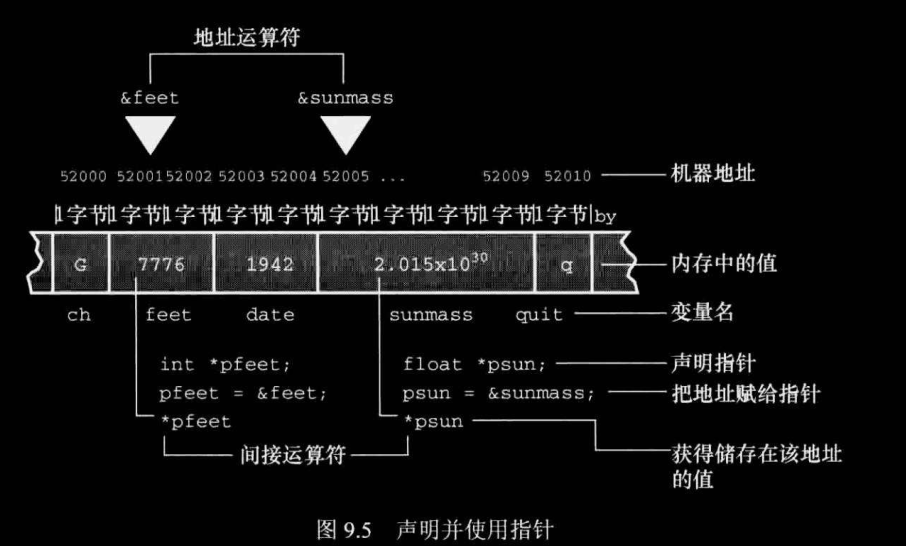 地址运算符
&feet &sunmass
52000 52001 52002 52003 52004 52005 ... 52009 52010 机器地址
1字节 1字节 1字节 1字节 1字节 1字节 1字节 1字节 1字节 1字节 by
G 7776 1942 2.015x10³⁰ q 内存中的值
ch feet date sunmass quit 变量名
int *pfeet; float *psun; 声明指针
pfeet = &feet; psun = &sunmass; 把地址赋给指针
*pfeet *psun
间接运算符 获得储存在该地址
的值
图 9.5 声明并使用指针